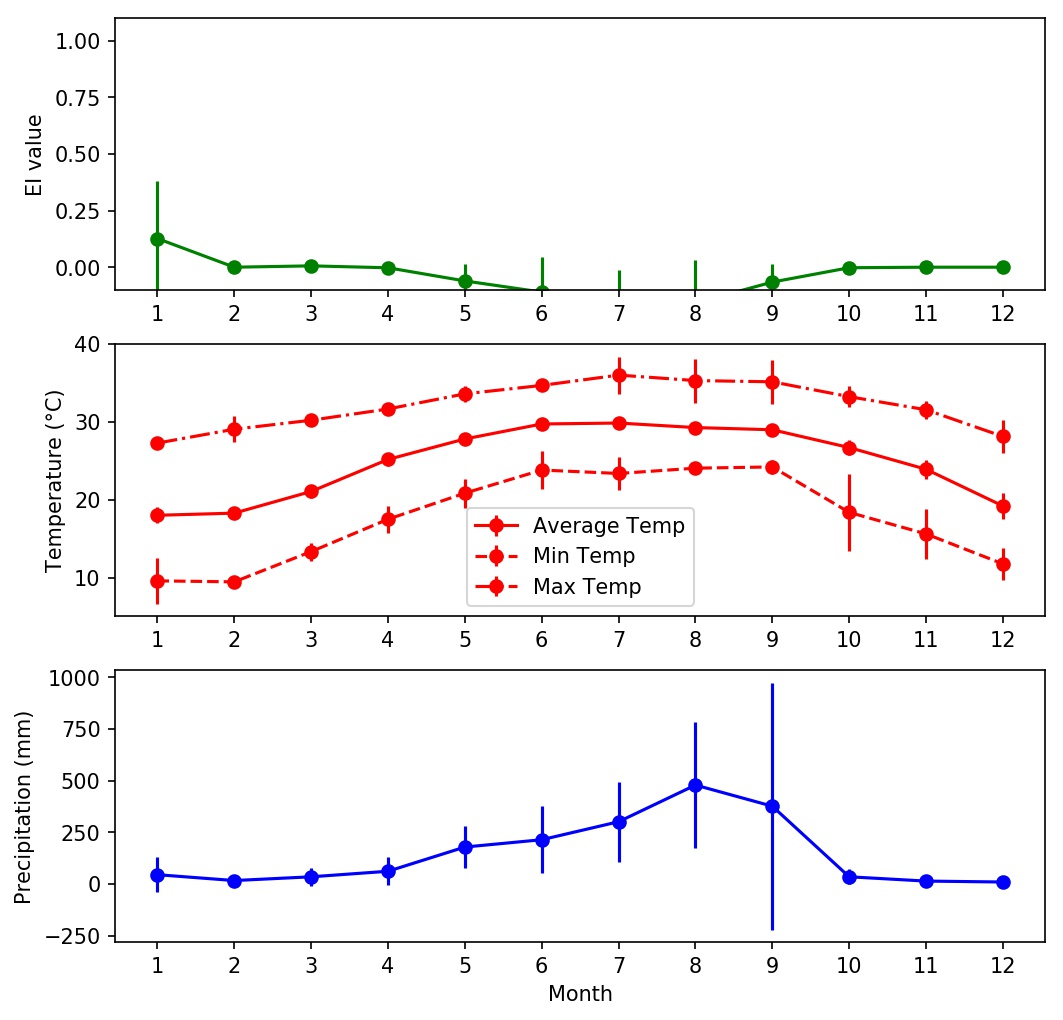 EI value
1.00
0.75
0.50
0.25
0.00
1 2 3 4 5 6 7 8 9 10 11 12
Temperature (°C)
40
30
20
10
Average Temp
Min Temp
Max Temp
1 2 3 4 5 6 7 8 9 10 11 12
Precipitation (mm)
1000
750
500
250
0
−250
1 2 3 4 5 6 7 8 9 10 11 12
Month